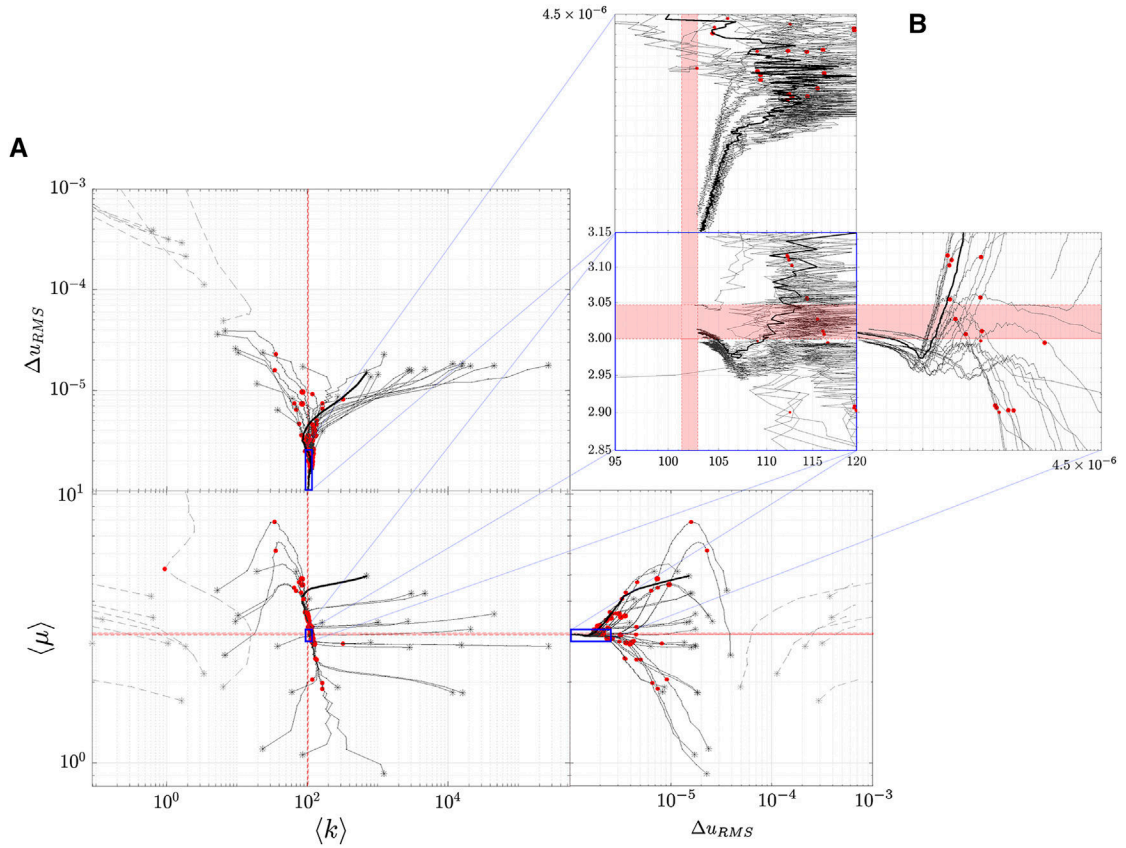 4.5 × 10⁻⁶
B
A
10⁻³
10⁻⁴
10⁻⁵
10¹
Δu_RMS
3.15
3.10
3.05
3.00
2.95
2.90
2.85
95 100 105 110 115 120
4.5 × 10⁻⁶
⟨μ⟩
10⁰
10⁰ 10² 10⁴
10⁻⁵ 10⁻⁴ 10⁻³
⟨k⟩
Δu_RMS